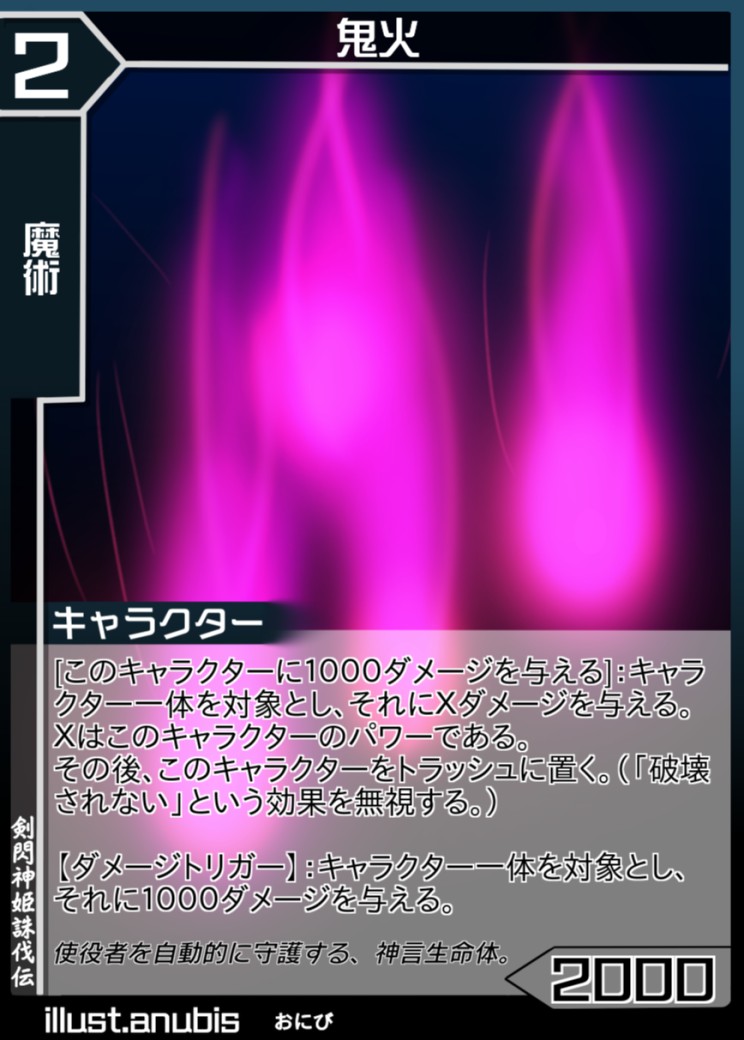 2
鬼火
魔術
キャラクター
[このキャラクターに1000ダメージを与える]:キャラ
クター一体を対象とし、それにXダメージを与える。
Xはこのキャラクターのパワーである。
その後、このキャラクターをトラッシュに置く。(「破壊
されない」という効果を無視する。)
【ダメージトリガー】:キャラクター一体を対象とし、
それに1000ダメージを与える。
使役者を自動的に守護する、神言生命体。
2000
剣閃神姫誅伐伝
illust.anubis おにび